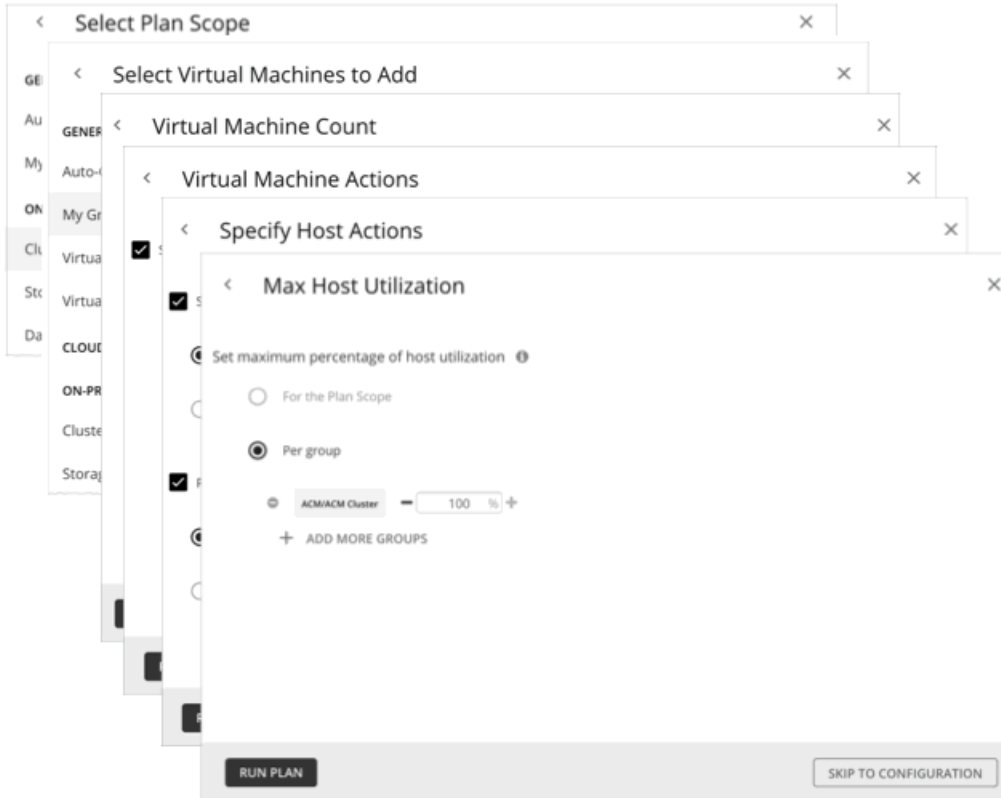 Select Plan Scope
Select Virtual Machines to Add
GENER
Virtual Machine Count
Auto-
My
My Gr
Virtual Machine Actions
ON
Virtua
Virtua
CLOUD
ON-PR
Cluste
Storag
Specify Host Actions
Max Host Utilization
Set maximum percentage of host utilization
For the Plan Scope
Per group
ACM/ACM Cluster
100 %
ADD MORE GROUPS
RUN PLAN
SKIP TO CONFIGURATION